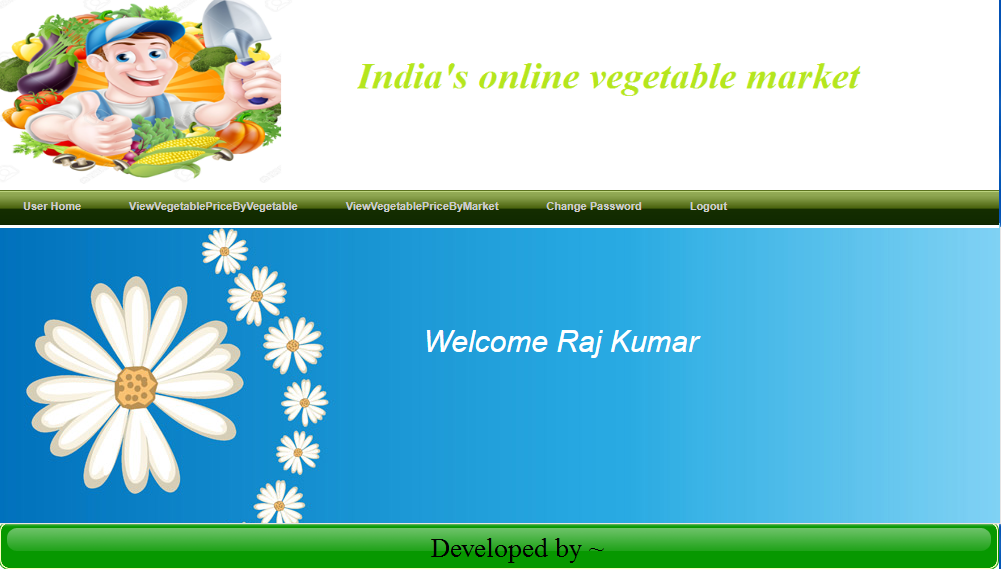 India's online vegetable market
User Home ViewVegetablePriceByVegetable ViewVegetablePriceByMarket Change Password Logout
Welcome Raj Kumar
Developed by ~